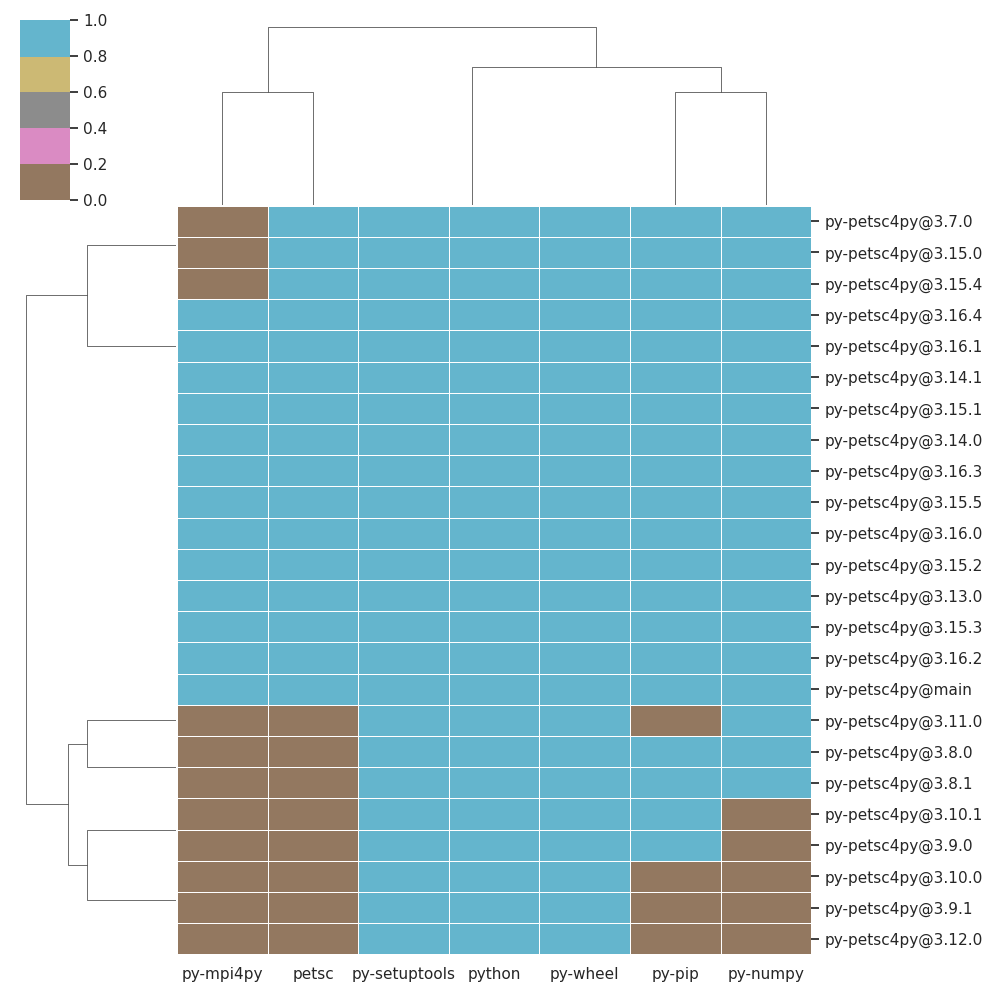 1.0
0.8
0.6
0.4
0.2
0.0
py-petsc4py@3.7.0
py-petsc4py@3.15.0
py-petsc4py@3.15.4
py-petsc4py@3.16.4
py-petsc4py@3.16.1
py-petsc4py@3.14.1
py-petsc4py@3.15.1
py-petsc4py@3.14.0
py-petsc4py@3.16.3
py-petsc4py@3.15.5
py-petsc4py@3.16.0
py-petsc4py@3.15.2
py-petsc4py@3.13.0
py-petsc4py@3.15.3
py-petsc4py@3.16.2
py-petsc4py@main
py-petsc4py@3.11.0
py-petsc4py@3.8.0
py-petsc4py@3.8.1
py-petsc4py@3.10.1
py-petsc4py@3.9.0
py-petsc4py@3.10.0
py-petsc4py@3.9.1
py-petsc4py@3.12.0
py-mpi4py petsc py-setuptools python py-wheel py-pip py-numpy